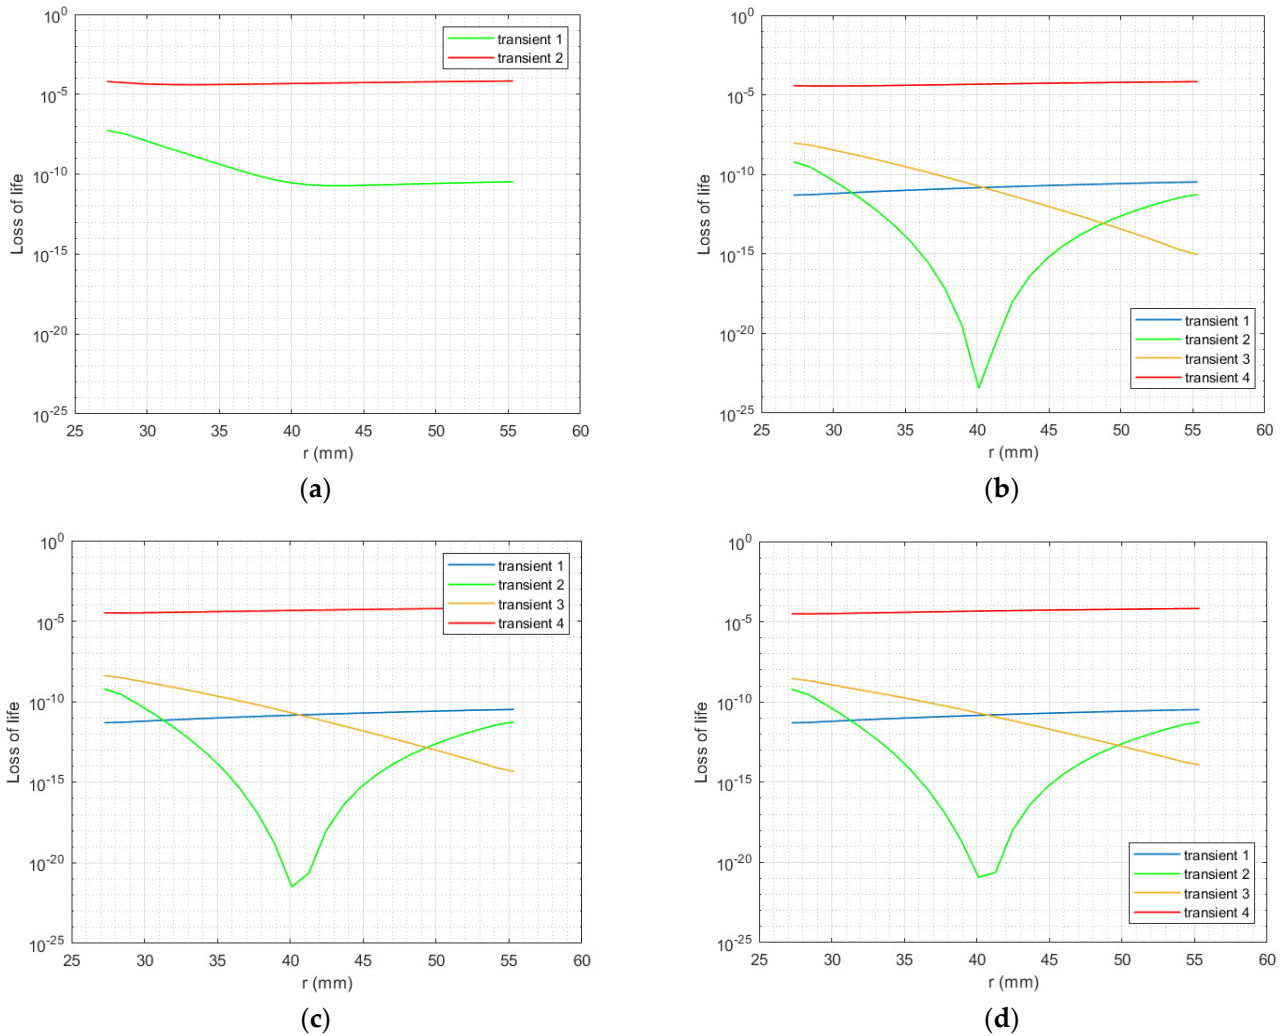 10^0
10^-5
10^-10
10^-15
10^-20
10^-25
Loss of life
25 30 35 40 45 50 55 60
r (mm)
transient 1
transient 2
(a)
10^0
10^-5
10^-10
10^-15
10^-20
10^-25
Loss of life
25 30 35 40 45 50 55 60
r (mm)
transient 1
transient 2
transient 3
transient 4
(b)
10^0
10^-5
10^-10
10^-15
10^-20
10^-25
Loss of life
25 30 35 40 45 50 55 60
r (mm)
transient 1
transient 2
transient 3
transient 4
(c)
10^0
10^-5
10^-10
10^-15
10^-20
10^-25
Loss of life
25 30 35 40 45 50 55 60
r (mm)
transient 1
transient 2
transient 3
transient 4
(d)